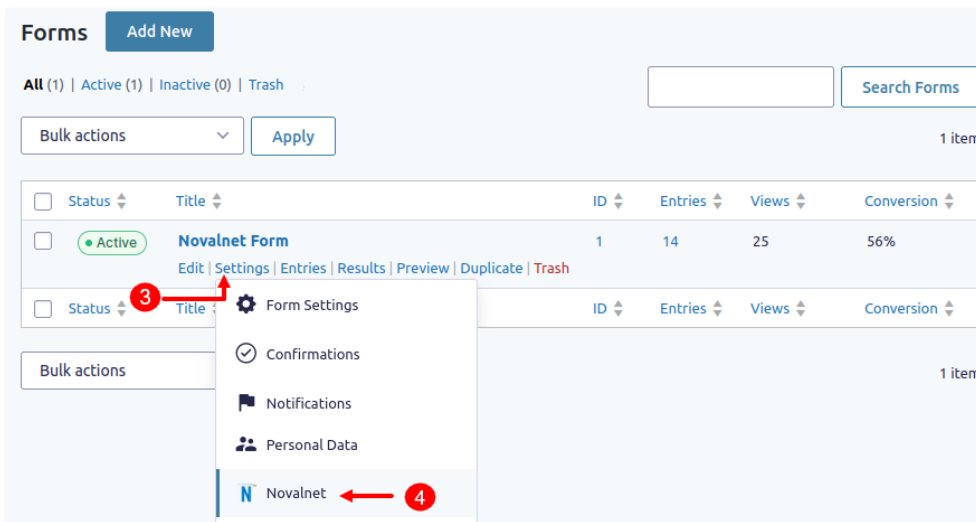 Forms Add New
All (1) | Active (1) | Inactive (0) | Trash
Search Forms
Bulk actions Apply
1 item
Status Title ID Entries Views Conversion
Active Novalnet Form 1 14 25 56%
Edit | Settings | Entries | Results | Preview | Duplicate | Trash
3
Form Settings
Status Title ID Entries Views Conversion
Confirmations
Bulk actions
1 item
Notifications
Personal Data
N Novalnet 4